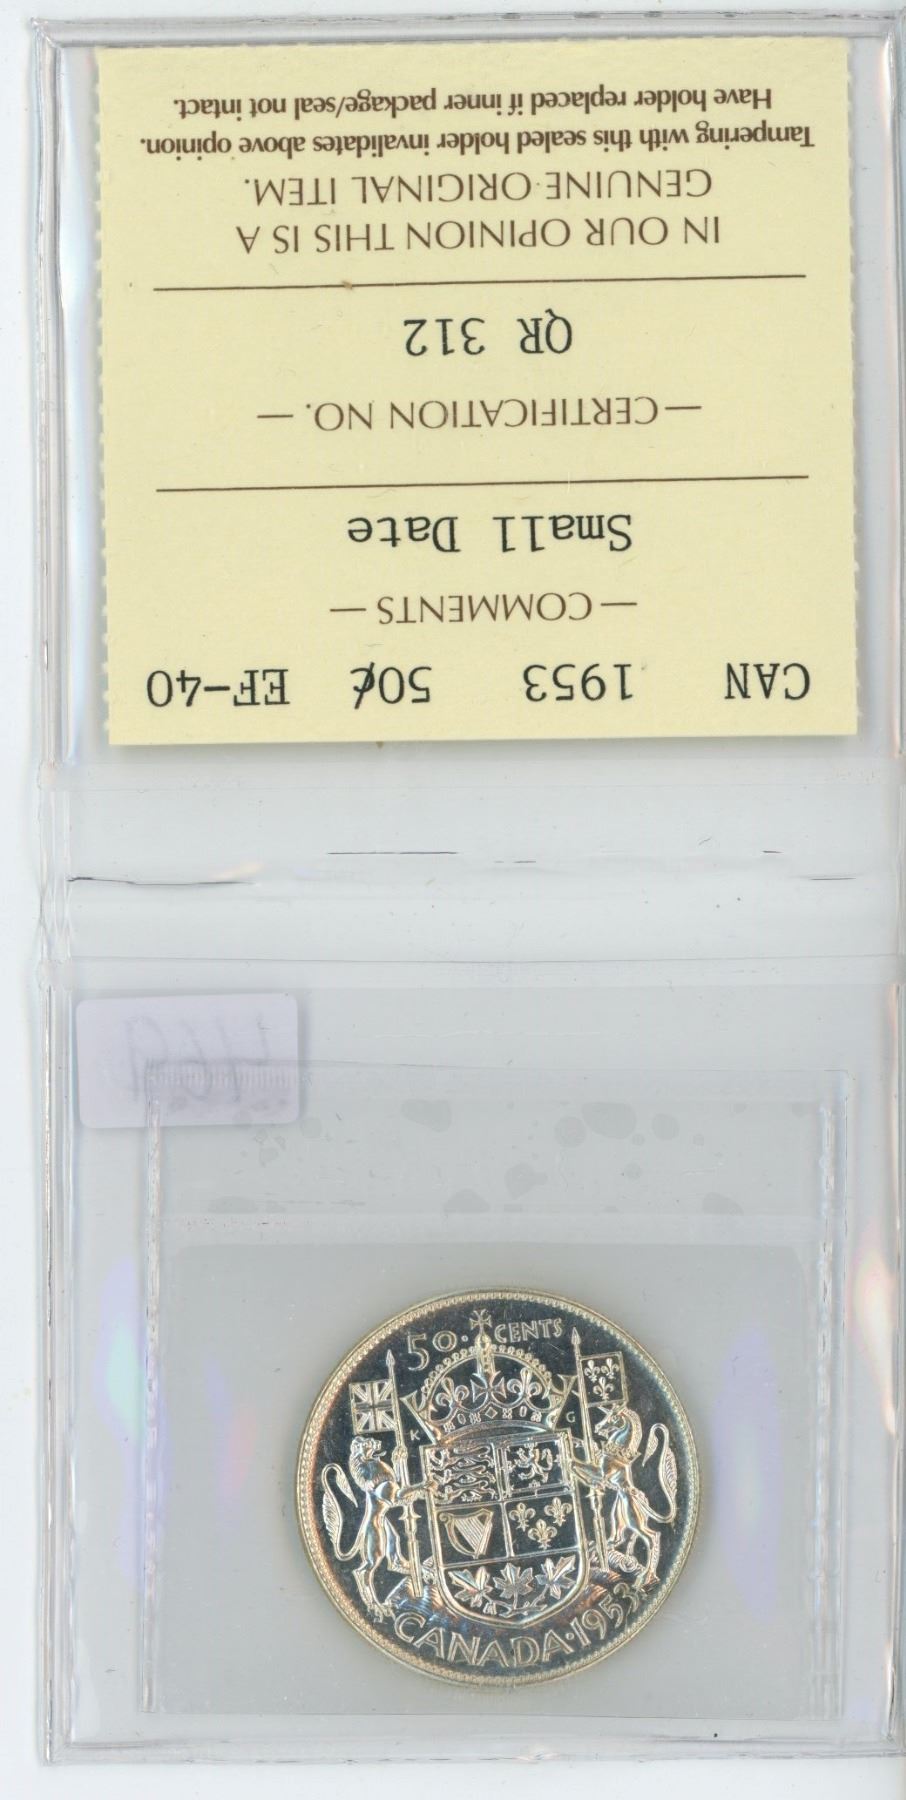 CAN 1953 50¢ EF-40
— COMMENTS —
Small Date
— CERTIFICATION NO. —
QR 312
IN OUR OPINION THIS IS A
GENUINE ORIGINAL ITEM.
Tampering with this sealed holder invalidates above opinion.
Have holder replaced if inner package/seal not intact.
469
50 · CENTS
K G
CANADA · 1953